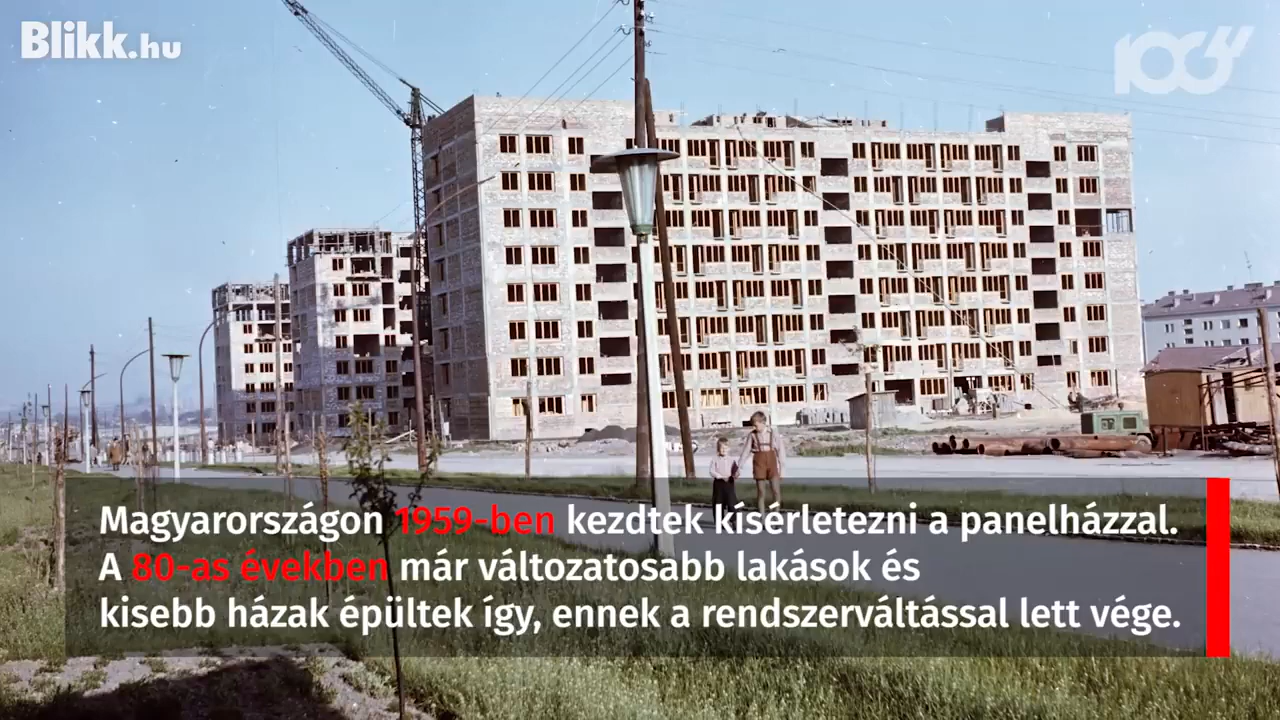 Blikk.hu
100y
Magyarországon 1959-ben kezdtek kísérletezni a panelházzal.
A 80-as években már változatosabb lakások és
kisebb házak épültek így, ennek a rendszerváltással lett vége.